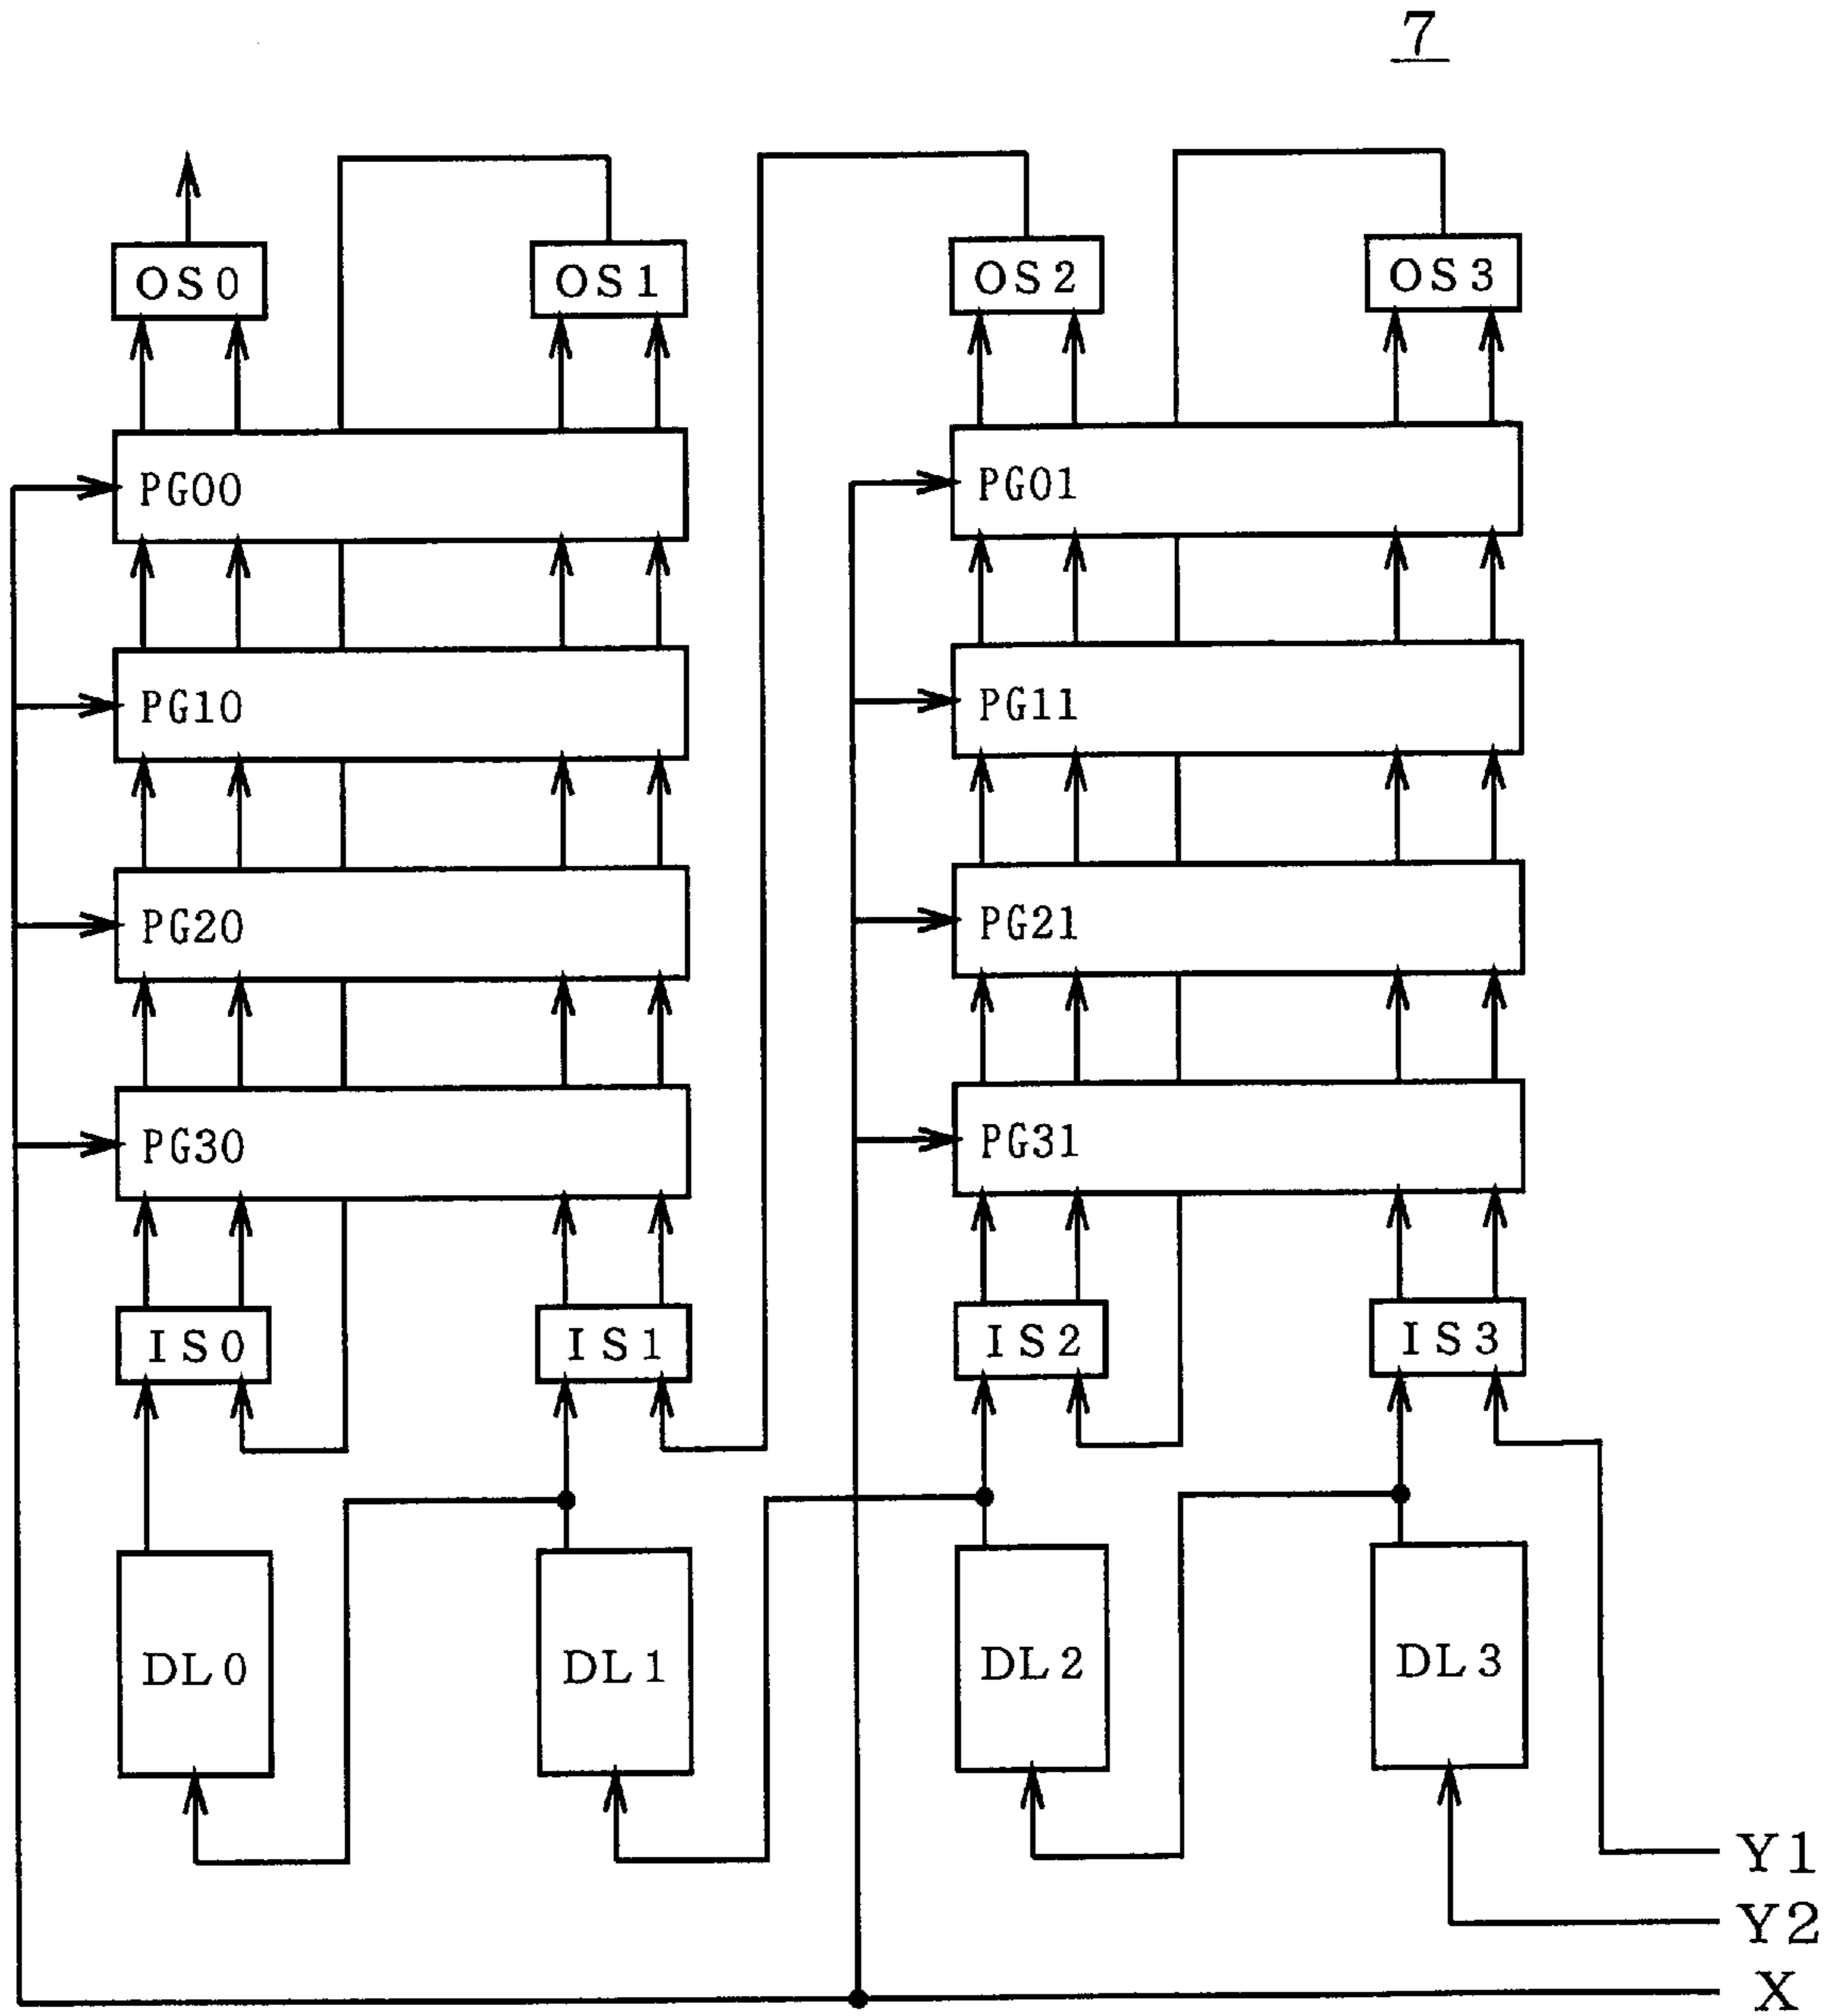 7
OS0 OS1 OS2 OS3
PG00 PG01
PG10 PG11
PG20 PG21
PG30 PG31
IS0 IS1 IS2 IS3
DL0 DL1 DL2 DL3
Y1
Y2
X